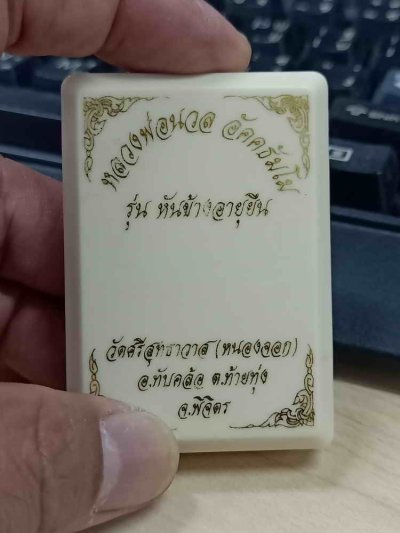 หลวงพ่อนวล อัคคธัมโม
รุ่น หันข้างอายุยืน
วัดศรีสุทธาวาส (หนองจอก)
อ.ทับคล้อ ต.ท้ายทุ่ง
จ.พิจิตร